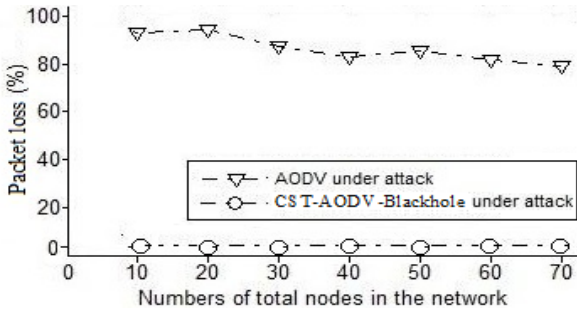 100
80
60
40
20
0
Packet loss (%)
AODV under attack
CST-AODV-Blackhole under attack
0 10 20 30 40 50 60 70
Numbers of total nodes in the network